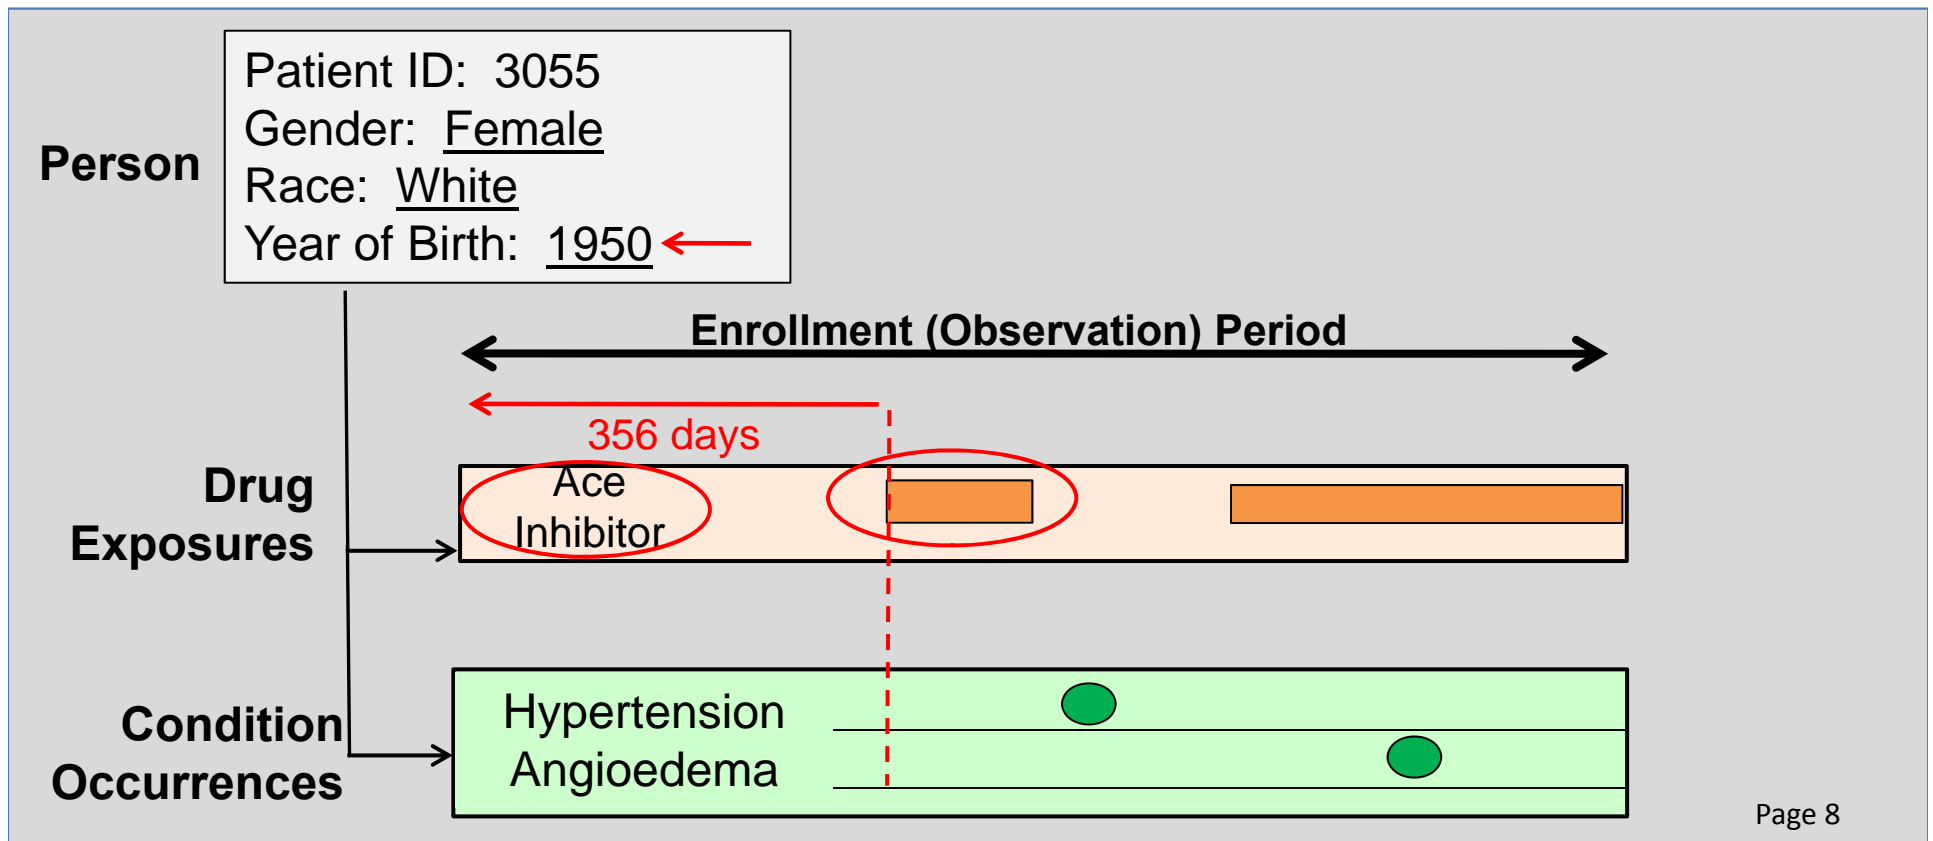 Patient ID: 3055
Gender: Female
Race: White
Year of Birth: 1950
Person
Enrollment (Observation) Period
356 days
Drug
Exposures
Ace
Inhibitor
Condition
Occurrences
Hypertension
Angioedema
Page 8